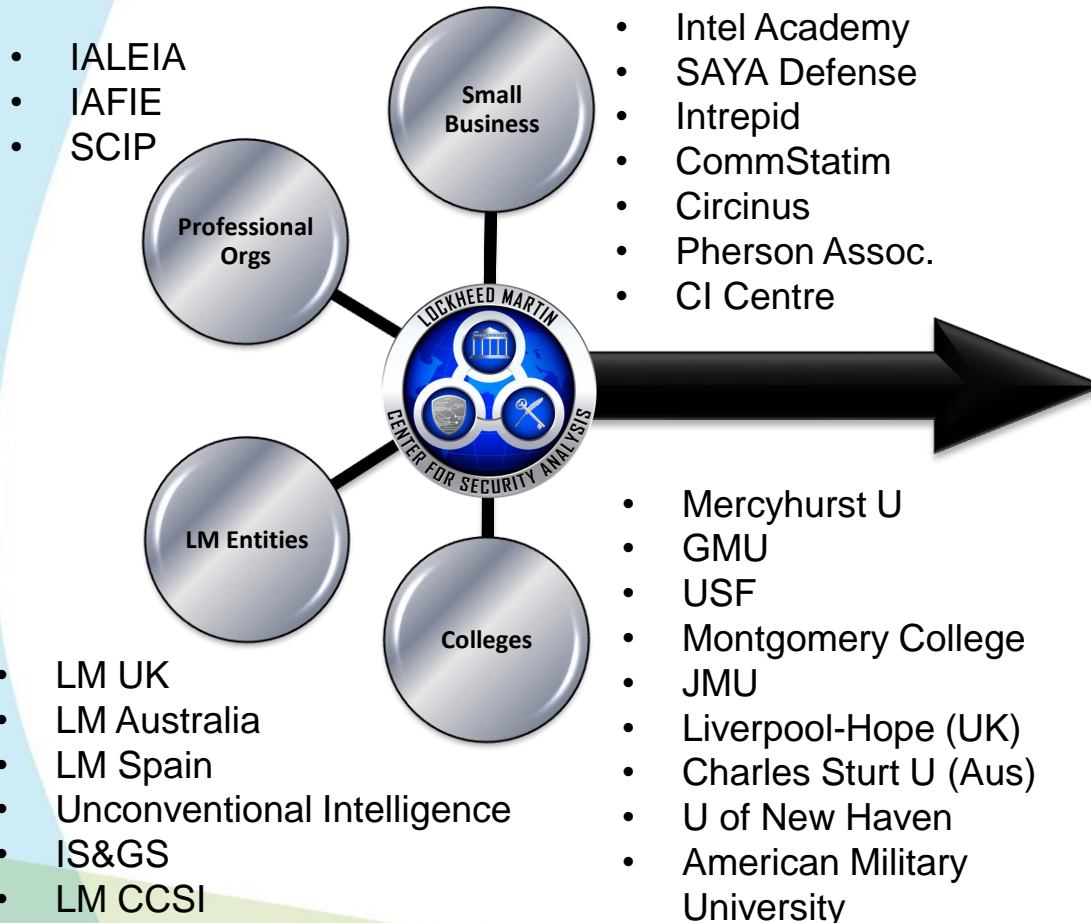 • IALEIA
• IAFIE
• SCIP
Professional
Orgs
Small
Business
• Intel Academy
• SAYA Defense
• Intrepid
• CommStatim
• Circinus
• Pherson Assoc.
• CI Centre
LOCKHEED MARTIN
CENTER FOR SECURITY ANALYSIS
LM Entities
• LM UK
• LM Australia
• LM Spain
• Unconventional Intelligence
• IS&GS
• LM CCSI
Colleges
• Mercyhurst U
• GMU
• USF
• Montgomery College
• JMU
• Liverpool-Hope (UK)
• Charles Sturt U (Aus)
• U of New Haven
• American Military
University